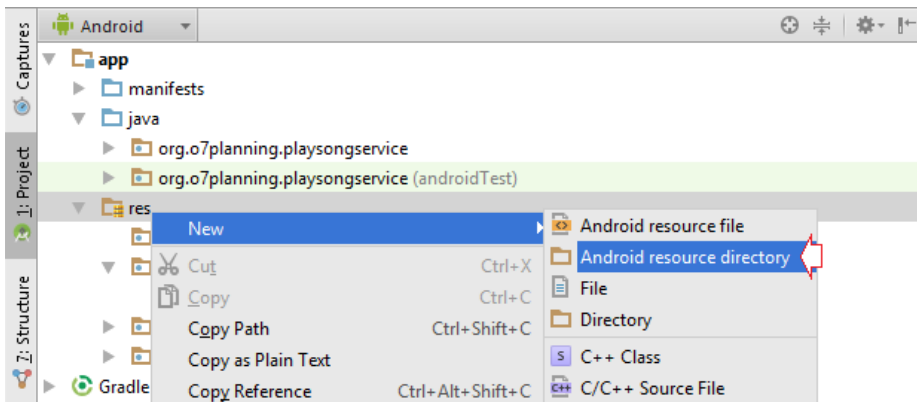 Captures
1: Project
7: Structure
Android
app
manifests
java
org.o7planning.playsongservice
org.o7planning.playsongservice (androidTest)
res
Gradle
New
Cut Ctrl+X
Copy Ctrl+C
Copy Path Ctrl+Shift+C
Copy as Plain Text
Copy Reference Ctrl+Alt+Shift+C
Android resource file
Android resource directory
File
Directory
S C++ Class
C++ C/C++ Source File